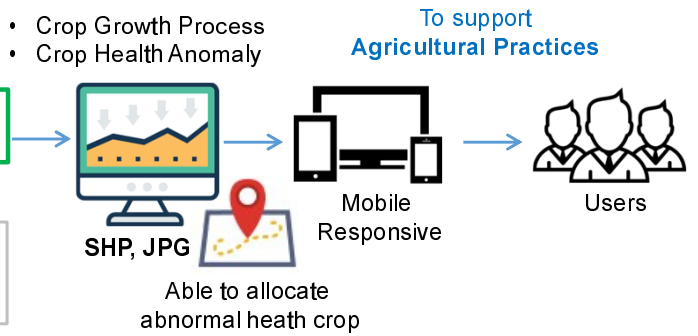 • Crop Growth Process
• Crop Health Anomaly
To support
Agricultural Practices
SHP, JPG
Able to allocate
abnormal heath crop
Mobile
Responsive
Users